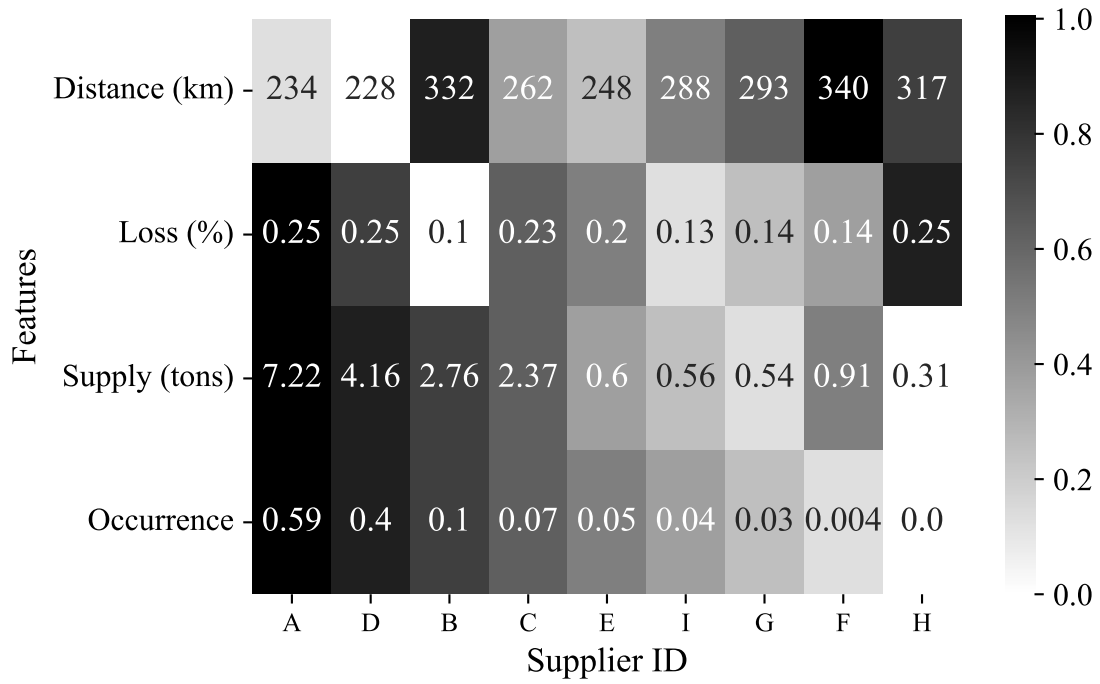 Distance (km) 234 228 332 262 248 288 293 340 317
Loss (%) 0.25 0.25 0.1 0.23 0.2 0.13 0.14 0.14 0.25
Supply (tons) 7.22 4.16 2.76 2.37 0.6 0.56 0.54 0.91 0.31
Occurrence 0.59 0.4 0.1 0.07 0.05 0.04 0.03 0.004 0.0
A D B C E I G F H
Supplier ID
Features
1.0
0.8
0.6
0.4
0.2
0.0